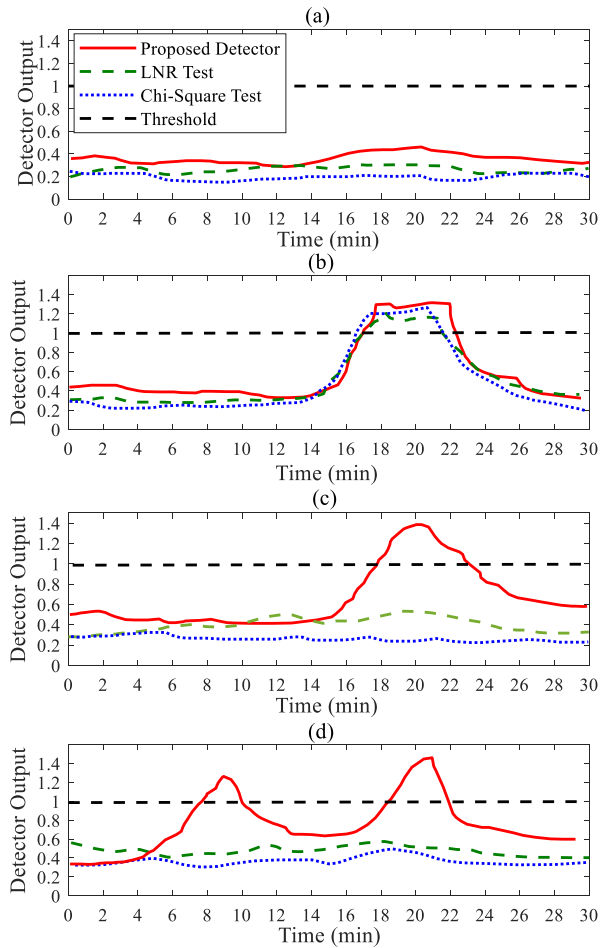 (a)
Detector Output
1.4
1.2
1
0.8
0.6
0.4
0.2
0
Proposed Detector
LNR Test
Chi-Square Test
Threshold
0 2 4 6 8 10 12 14 16 18 20 22 24 26 28 30
Time (min)
(b)
Detector Output
1.4
1.2
1
0.8
0.6
0.4
0.2
0
0 2 4 6 8 10 12 14 16 18 20 22 24 26 28 30
Time (min)
(c)
Detector Output
1.4
1.2
1
0.8
0.6
0.4
0.2
0
0 2 4 6 8 10 12 14 16 18 20 22 24 26 28 30
Time (min)
(d)
Detector Output
1.4
1.2
1
0.8
0.6
0.4
0.2
0
0 2 4 6 8 10 12 14 16 18 20 22 24 26 28 30
Time (min)